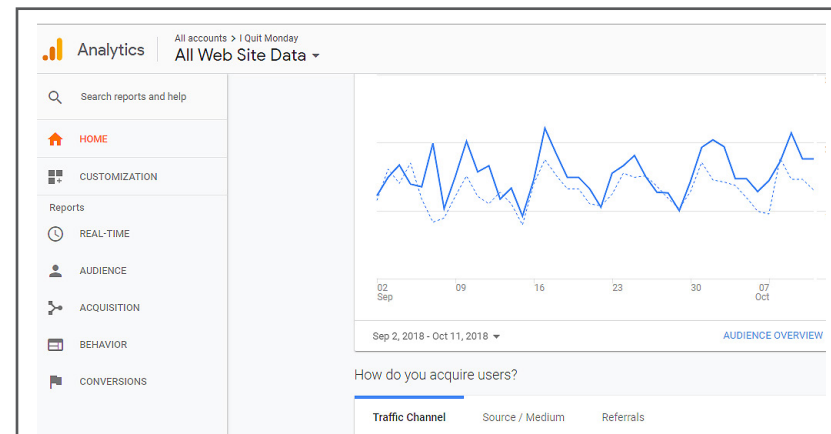 Analytics
All accounts > I Quit Monday
All Web Site Data
Search reports and help
HOME
CUSTOMIZATION
Reports
REAL-TIME
AUDIENCE
ACQUISITION
BEHAVIOR
CONVERSIONS
02 09 16 23 30 07
Sep Oct
Sep 2, 2018 - Oct 11, 2018
AUDIENCE OVERVIEW
How do you acquire users?
Traffic Channel Source / Medium Referrals